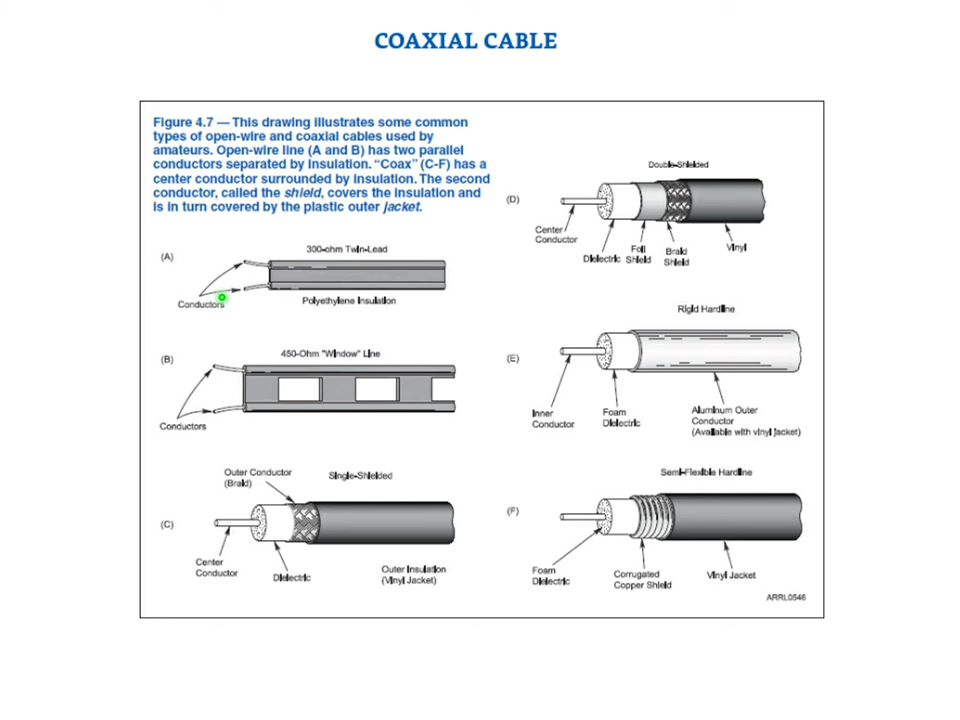 COAXIAL CABLE
Figure 4.7 — This drawing illustrates some common
types of open-wire and coaxial cables used by
amateurs. Open-wire line (A and B) has two parallel
conductors separated by insulation. "Coax" (C-F) has a
center conductor surrounded by insulation. The second
conductor, called the shield, covers the insulation and
is in turn covered by the plastic outer jacket.
(A)
300-ohm Twin-Lead
Conductors
Polyethylene Insulation
(B)
450-Ohm "Window" Line
Conductors
(C)
Outer Conductor
(Braid)
Single-Shielded
Center
Conductor
Dielectric
Outer Insulation
(Vinyl Jacket)
(D)
Double-Shielded
Center
Conductor
Dielectric
Foil
Shield
Braid
Shield
Vinyl
(E)
Rigid Hardline
Inner
Conductor
Foam
Dielectric
Aluminum Outer
Conductor
(Available with vinyl jacket)
(F)
Semi-Flexible Hardline
Foam
Dielectric
Corrugated
Copper Shield
Vinyl Jacket
ARRL0546